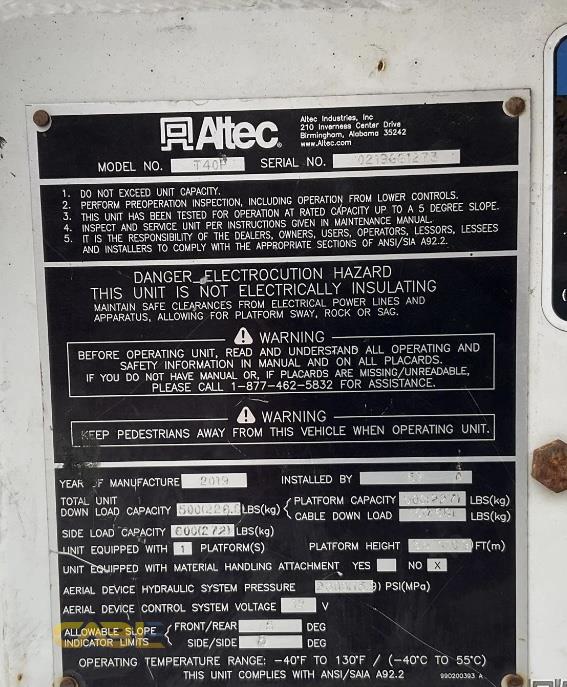 Altec
Altec Industries, Inc
210 Inverness Center Drive
Birmingham, Alabama 35242
www.Altec.com
MODEL NO. T40P SERIAL NO.
1. DO NOT EXCEED UNIT CAPACITY.
2. PERFORM PREOPERATION INSPECTION, INCLUDING OPERATION FROM LOWER CONTROLS.
3. THIS UNIT HAS BEEN TESTED FOR OPERATION AT RATED CAPACITY UP TO A 5 DEGREE SLOPE.
4. INSPECT AND SERVICE UNIT PER INSTRUCTIONS GIVEN IN MAINTENANCE MANUAL.
5. IT IS THE RESPONSIBILITY OF THE DEALERS, OWNERS, USERS, OPERATORS, LESSORS, LESSEES
AND INSTALLERS TO COMPLY WITH THE APPROPRIATE SECTIONS OF ANSI/SIA A92.2.
DANGER ELECTROCUTION HAZARD
THIS UNIT IS NOT ELECTRICALLY INSULATING
MAINTAIN SAFE CLEARANCES FROM ELECTRICAL POWER LINES AND
APPARATUS, ALLOWING FOR PLATFORM SWAY, ROCK OR SAG.
WARNING
BEFORE OPERATING UNIT, READ AND UNDERSTAND ALL OPERATING AND
SAFETY INFORMATION IN MANUAL AND ON ALL PLACARDS.
IF YOU DO NOT HAVE MANUAL OR, IF PLACARDS ARE MISSING/UNREADABLE,
PLEASE CALL 1-877-462-5832 FOR ASSISTANCE.
WARNING
KEEP PEDESTRIANS AWAY FROM THIS VEHICLE WHEN OPERATING UNIT.
YEAR OF MANUFACTURE 2019 INSTALLED BY
TOTAL UNIT
DOWN LOAD CAPACITY LBS(kg) PLATFORM CAPACITY LBS(kg)
CABLE DOWN LOAD LBS(kg)
SIDE LOAD CAPACITY 600(272) LBS(kg)
UNIT EQUIPPED WITH 1 PLATFORM(S) PLATFORM HEIGHT FT(m)
UNIT EQUIPPED WITH MATERIAL HANDLING ATTACHMENT YES NO X
AERIAL DEVICE HYDRAULIC SYSTEM PRESSURE PSI(MPa)
AERIAL DEVICE CONTROL SYSTEM VOLTAGE V
ALLOWABLE SLOPE
INDICATOR LIMITS
FRONT/REAR DEG
SIDE/SIDE DEG
OPERATING TEMPERATURE RANGE: -40°F TO 130°F / (-40°C TO 55°C)
THIS UNIT COMPLIES WITH ANSI/SAIA A92.2
990200393 A